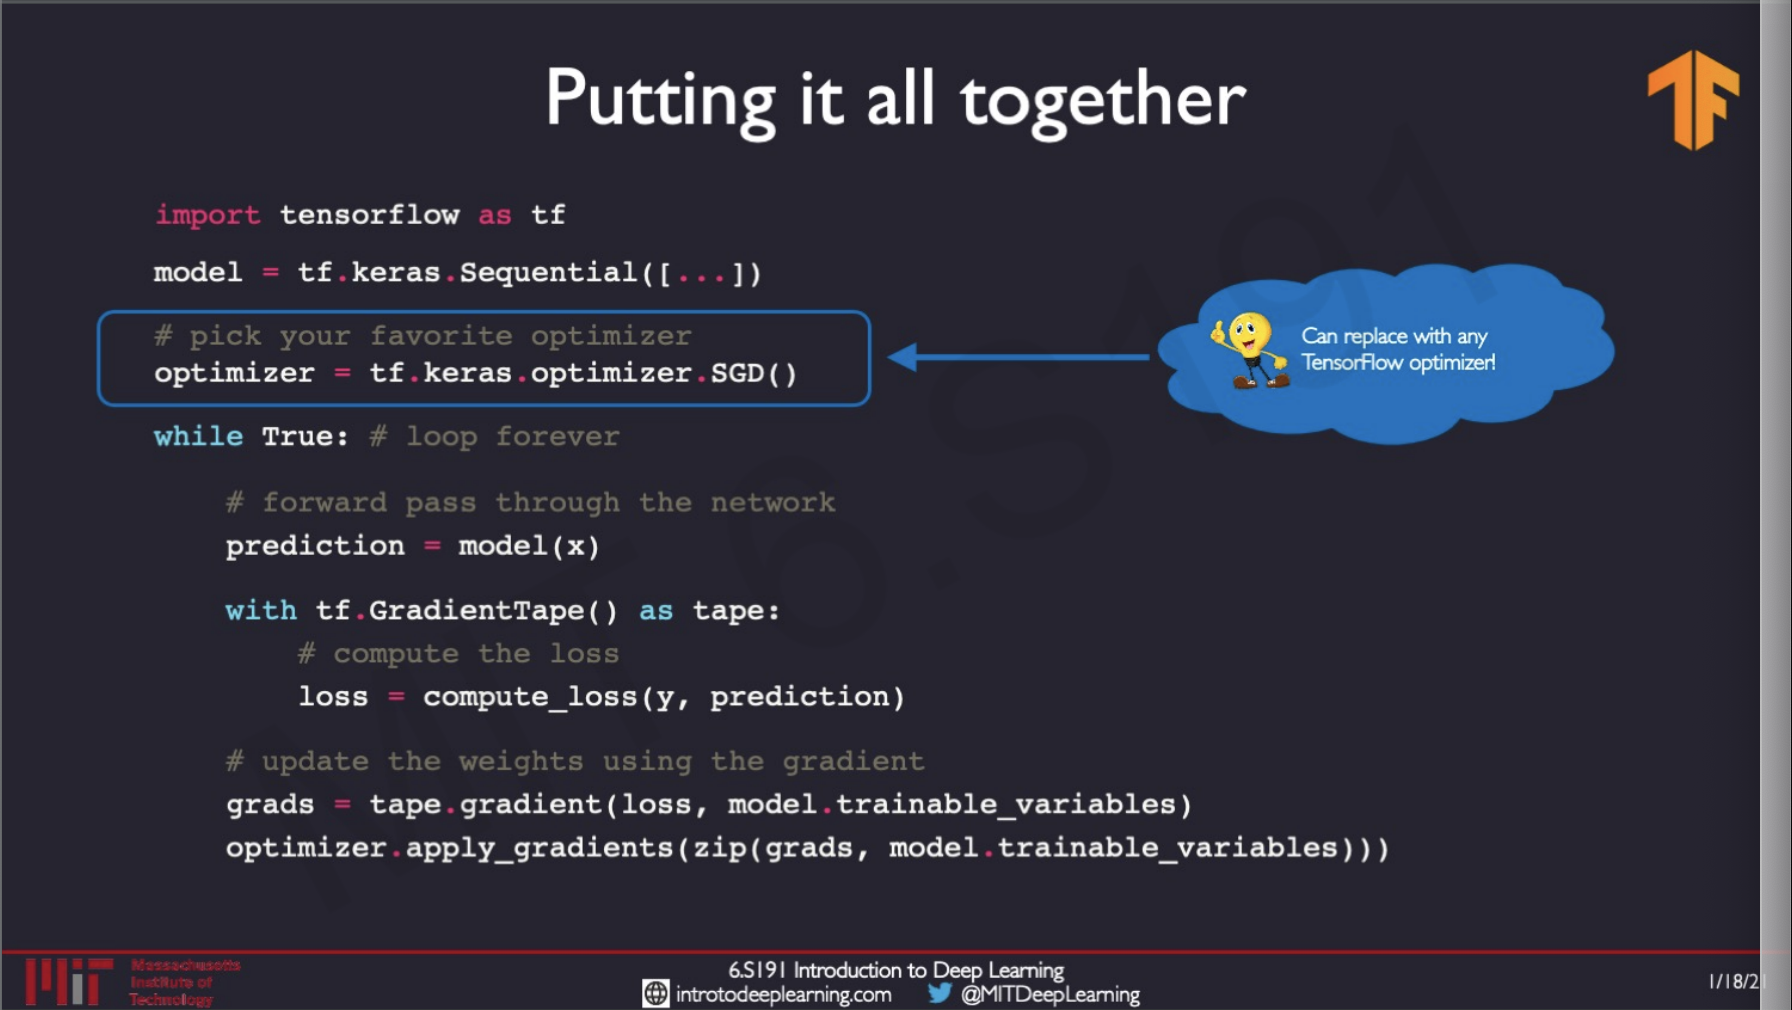 Putting it all together
import tensorflow as tf
model = tf.keras.Sequential([...])
# pick your favorite optimizer
optimizer = tf.keras.optimizer.SGD()
Can replace with any
TensorFlow optimizer!
while True: # loop forever
# forward pass through the network
prediction = model(x)
with tf.GradientTape() as tape:
# compute the loss
loss = compute_loss(y, prediction)
# update the weights using the gradient
grads = tape.gradient(loss, model.trainable_variables)
optimizer.apply_gradients(zip(grads, model.trainable_variables)))
MIT 6.S191
Massachusetts
Institute of
Technology
6.S191 Introduction to Deep Learning
introtodeeplearning.com @MITDeepLearning
1/18/21